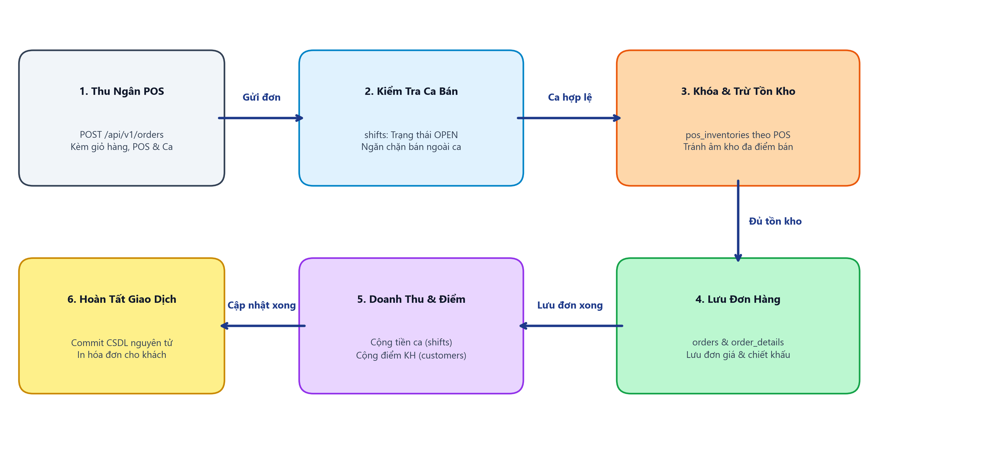 1. Thu Ngân POS
POST /api/v1/orders
Kèm giỏ hàng, POS & Ca
Gửi đơn
2. Kiểm Tra Ca Bán
shifts: Trạng thái OPEN
Ngăn chặn bán ngoài ca
Ca hợp lệ
3. Khóa & Trừ Tồn Kho
pos_inventories theo POS
Tránh âm kho đa điểm bán
Đủ tồn kho
4. Lưu Đơn Hàng
orders & order_details
Lưu đơn giá & chiết khấu
Lưu đơn xong
5. Doanh Thu & Điểm
Cộng tiền ca (shifts)
Cộng điểm KH (customers)
Cập nhật xong
6. Hoàn Tất Giao Dịch
Commit CSDL nguyên tử
In hóa đơn cho khách